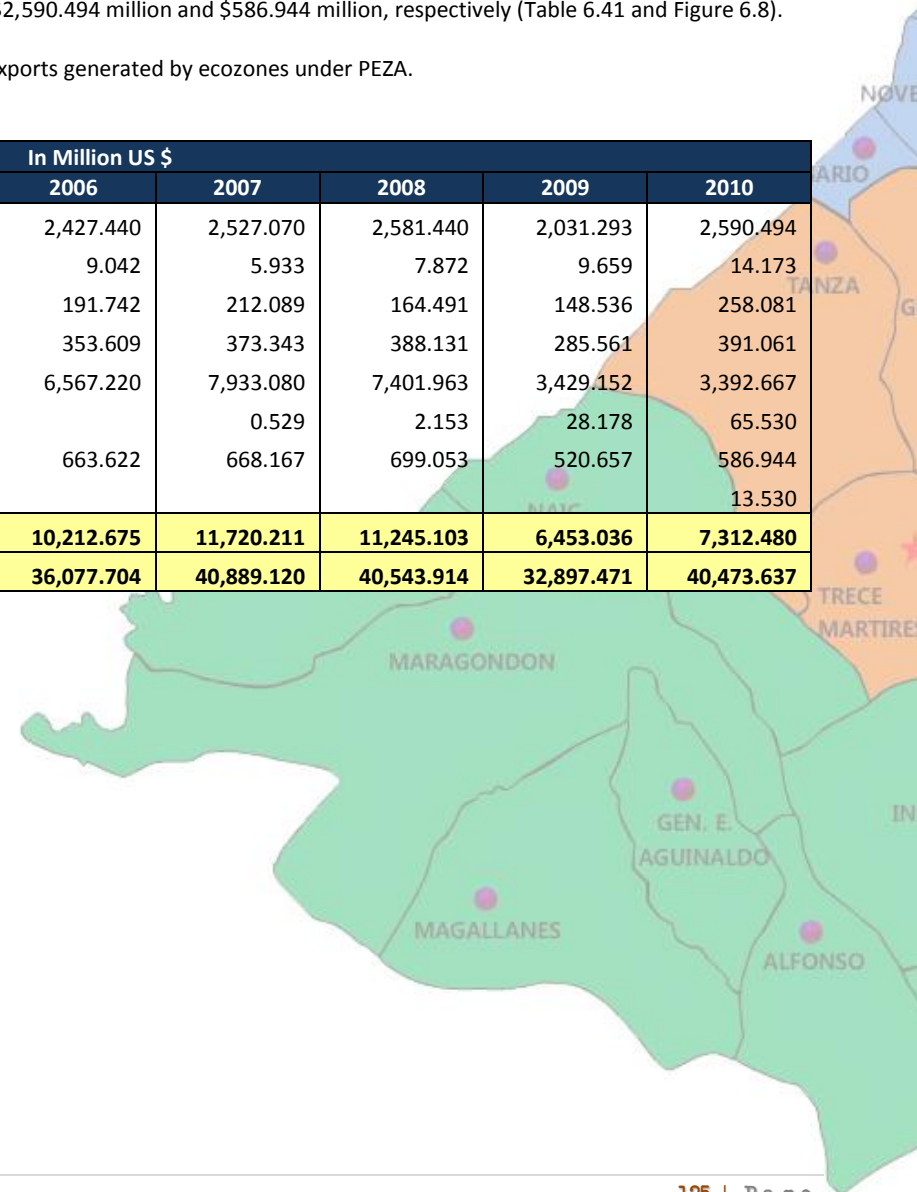 $2,590.494 million and $586.944 million, respectively (Table 6.41 and Figure 6.8).
exports generated by ecozones under PEZA.
In Million US $
2006 2007 2008 2009 2010
2,427.440 2,527.070 2,581.440 2,031.293 2,590.494
9.042 5.933 7.872 9.659 14.173
191.742 212.089 164.491 148.536 258.081
353.609 373.343 388.131 285.561 391.061
6,567.220 7,933.080 7,401.963 3,429.152 3,392.667
0.529 2.153 28.178 65.530
663.622 668.167 699.053 520.657 586.944
13.530
10,212.675 11,720.211 11,245.103 6,453.036 7,312.480
36,077.704 40,889.120 40,543.914 32,897.471 40,473.637
NOVE
ARIO
TANZA
G
NAIC
TRECE
MARTIRES
MARAGONDON
GEN. E.
AGUINALDO
IN
MAGALLANES
ALFONSO